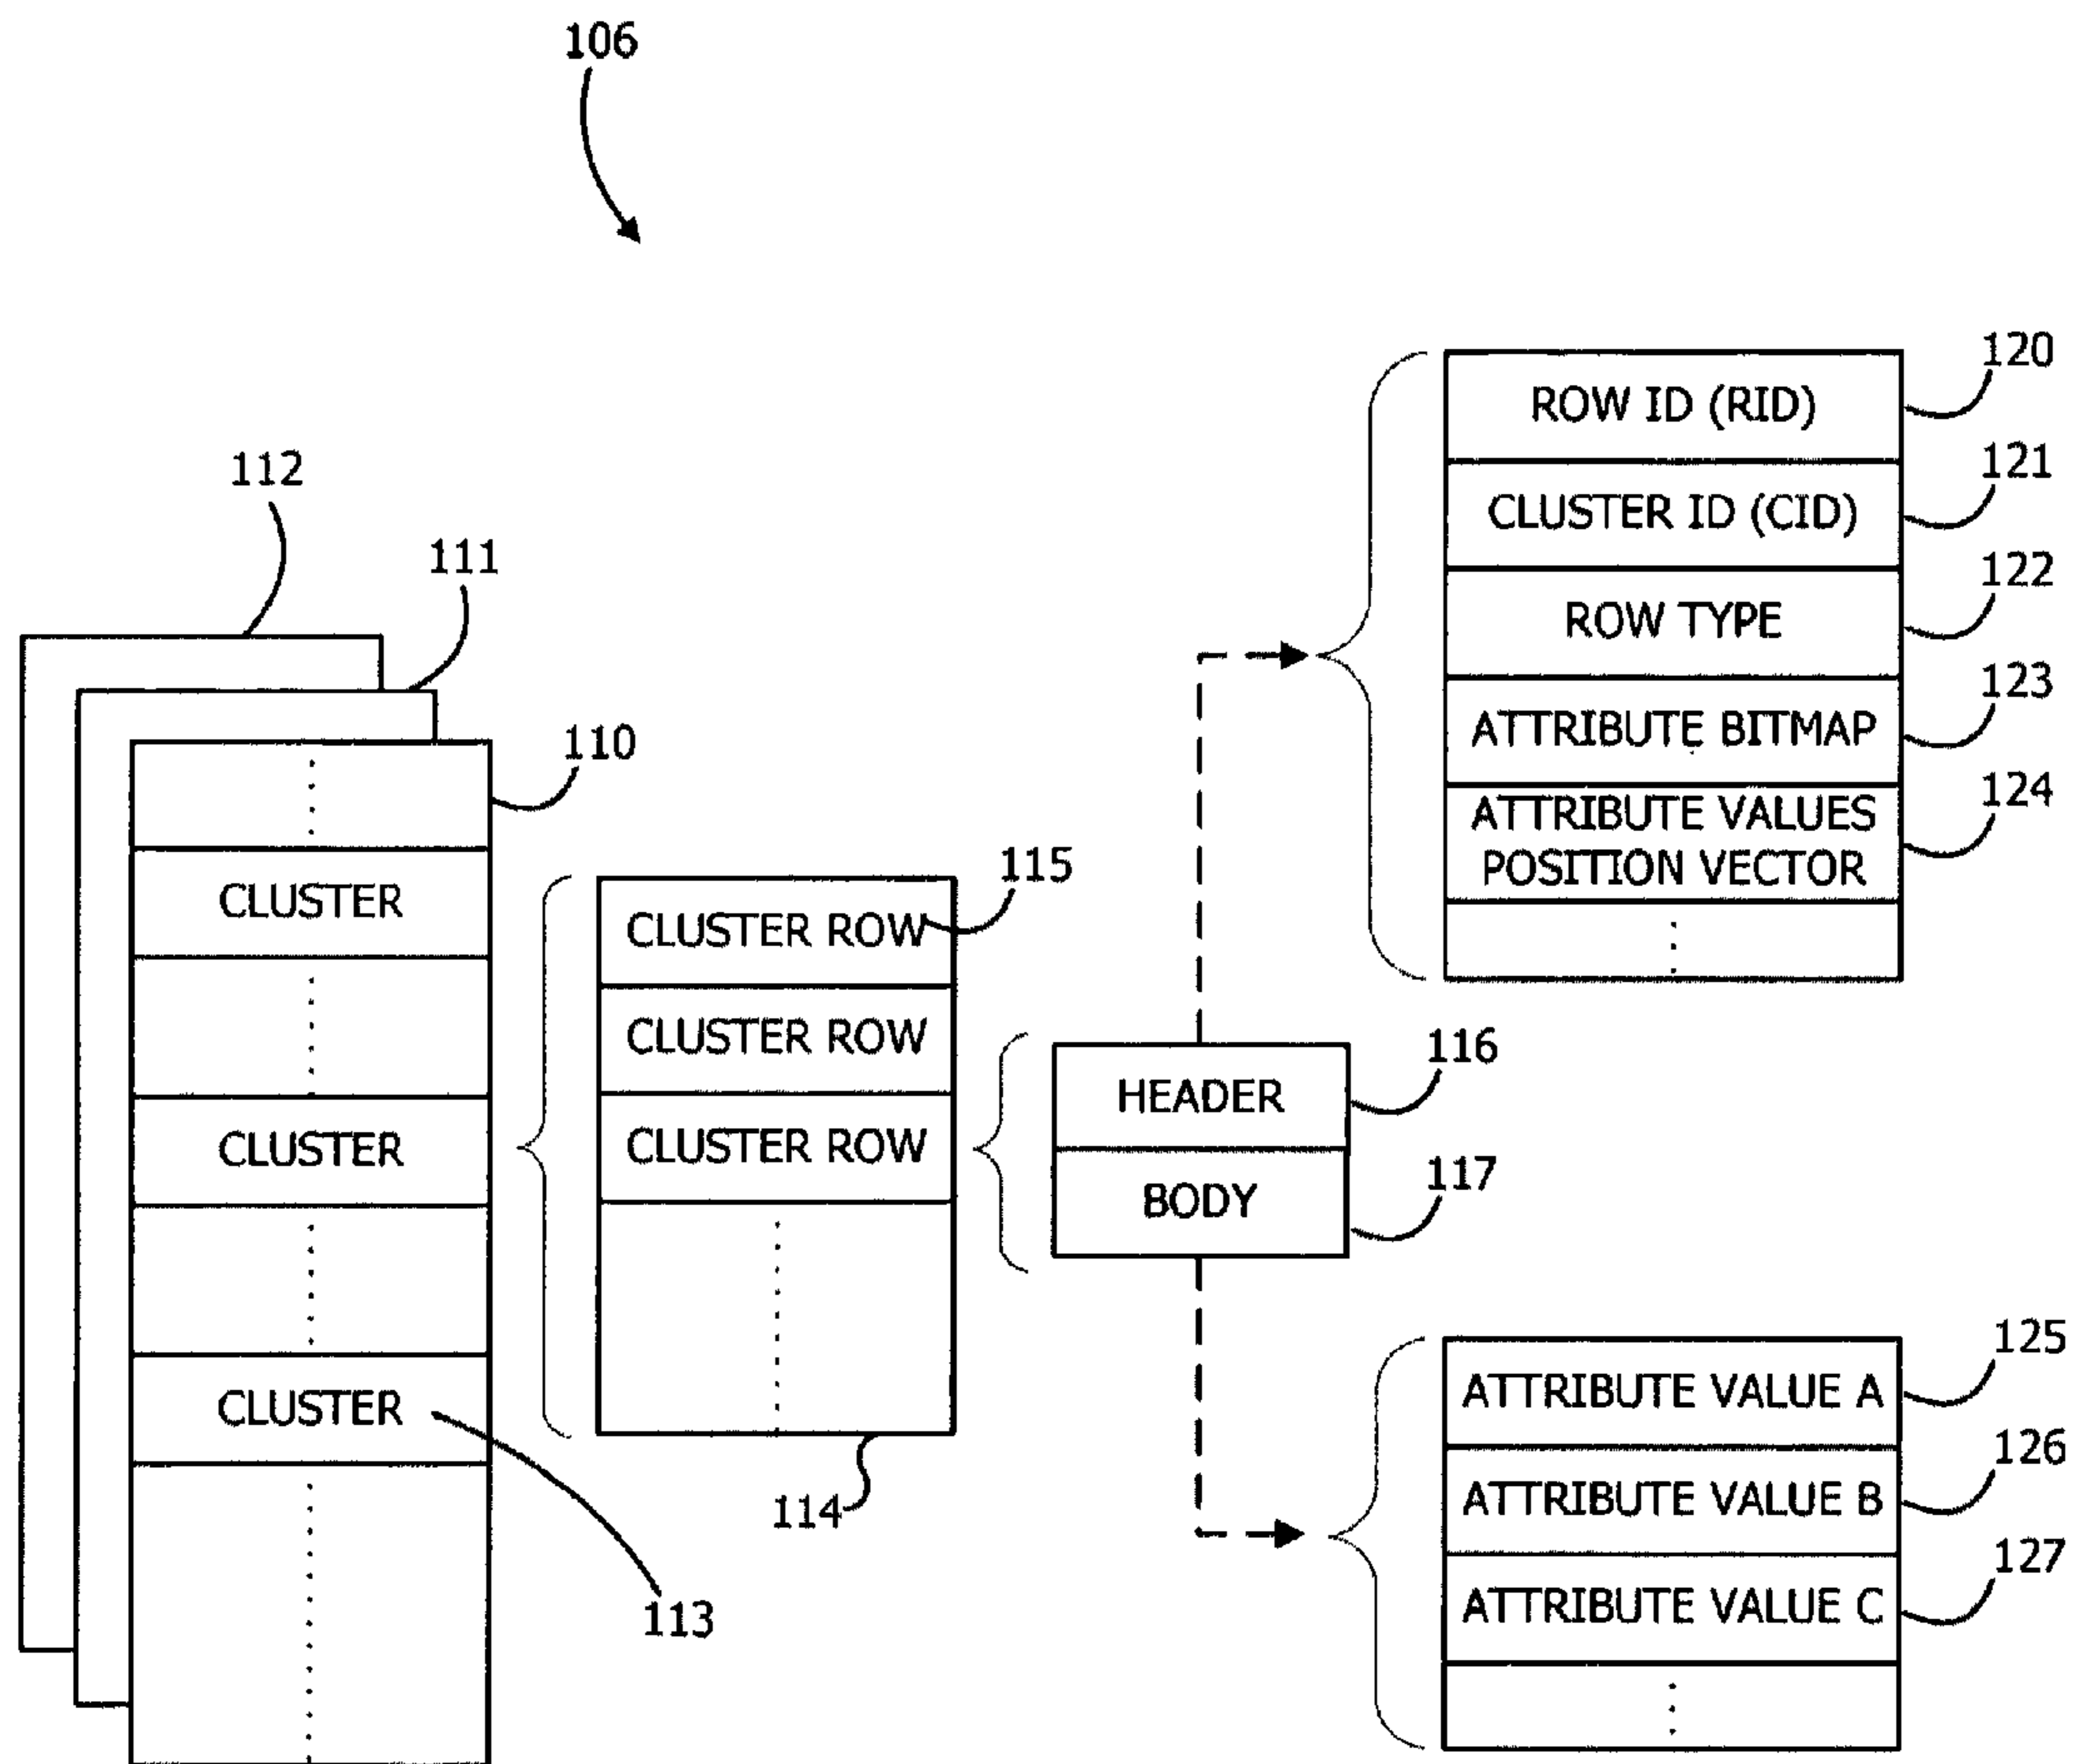 106
120
ROW ID (RID)
121
CLUSTER ID (CID)
122
ROW TYPE
123
ATTRIBUTE BITMAP
124
ATTRIBUTE VALUES
POSITION VECTOR
112
111
110
CLUSTER
CLUSTER
CLUSTER
113
115
CLUSTER ROW
CLUSTER ROW
CLUSTER ROW
114
116
HEADER
117
BODY
125
ATTRIBUTE VALUE A
126
ATTRIBUTE VALUE B
127
ATTRIBUTE VALUE C